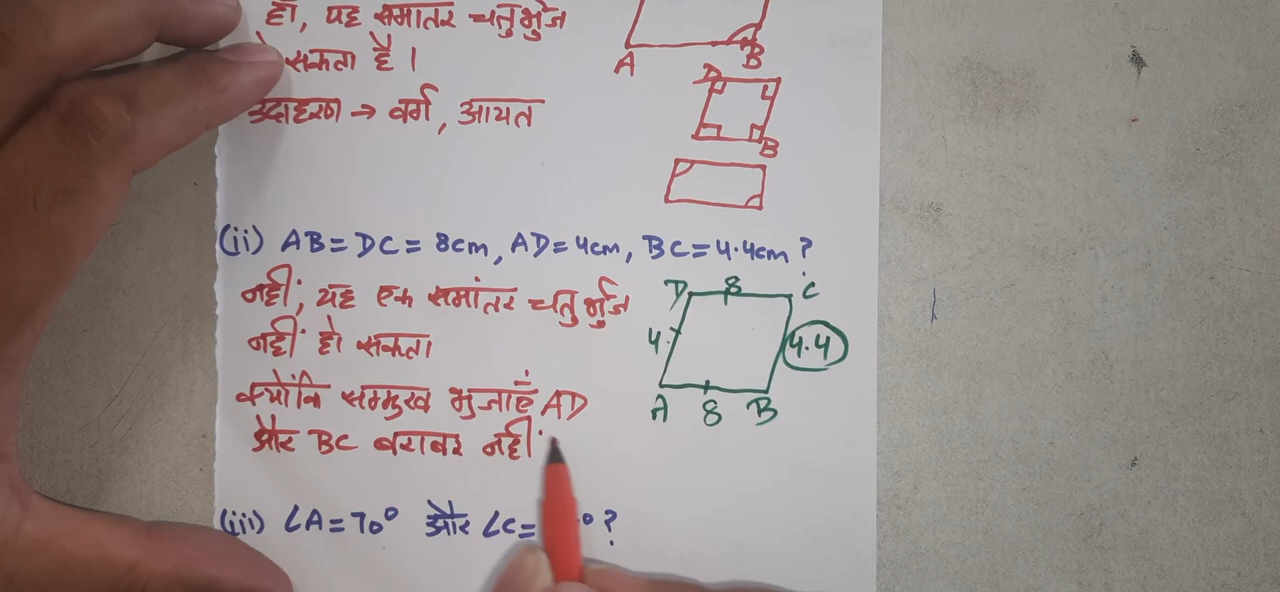 हाँ, यह समातर चतुर्भुज
सकता है।
उदाहरण → वर्ग, आयत
A B
D
B
(ii) AB=DC=8cm, AD=4cm, BC=4.4cm?
नहीं, यह एक समांतर चतुर्भुज
नहीं हो सकता
क्योंकि सम्मुख भुजाएँ AD
और BC बराबर नहीं
D 8 C
4 4.4
A 8 B
(iii) ∠A=70° और ∠C= ?